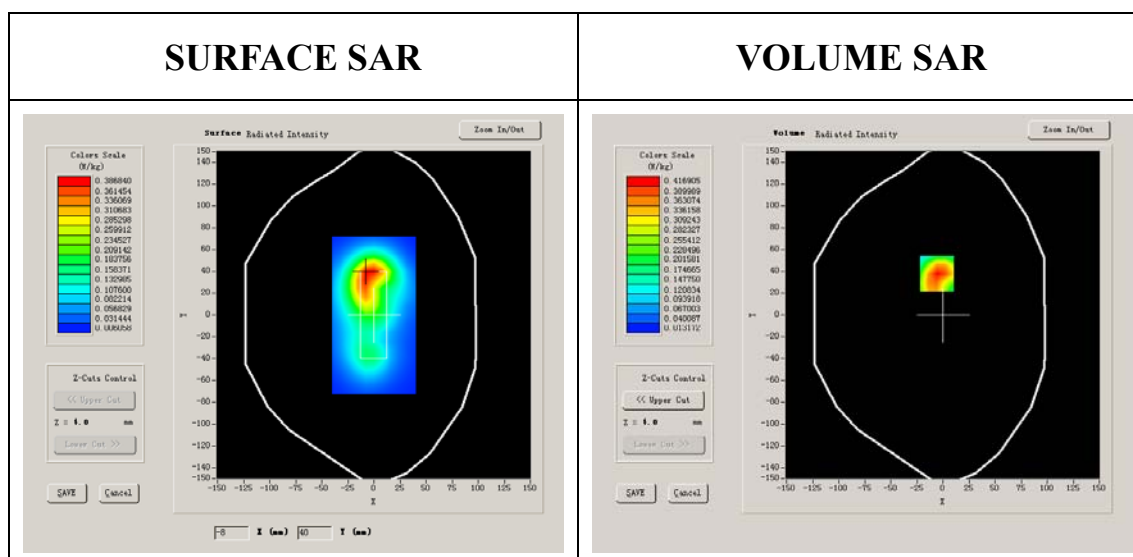 SURFACE SAR
VOLUME SAR
Surface Radiated Intensity
Zoom In/Out
Colors Scale
(W/kg)
0.386840
0.361454
0.336069
0.310683
0.285298
0.259912
0.234527
0.209142
0.183756
0.158371
0.132985
0.107600
0.082214
0.056829
0.031444
0.006058
150
140
120
100
80
60
40
20
0
-20
-40
-60
-80
-100
-120
-140
-150
Y
-150 -125 -100 -75 -50 -25 0 25 50 75 100 125 150
X
Z-Cuts Control
<< Upper Cut
Z = 4.0 mm
Lower Cut >>
SAVE Cancel
-8 X (mm) 40 Y (mm)
Volume Radiated Intensity
Zoom In/Out
Colors Scale
(W/kg)
0.416905
0.389989
0.363074
0.336158
0.309243
0.282327
0.255412
0.228496
0.201581
0.174665
0.147750
0.120834
0.093918
0.067003
0.040087
0.013172
150
140
120
100
80
60
40
20
0
-20
-40
-60
-80
-100
-120
-140
-150
Y
-150 -125 -100 -75 -50 -25 0 25 50 75 100 125 150
X
Z-Cuts Control
<< Upper Cut
Z = 4.0 mm
Lower Cut >>
SAVE Cancel